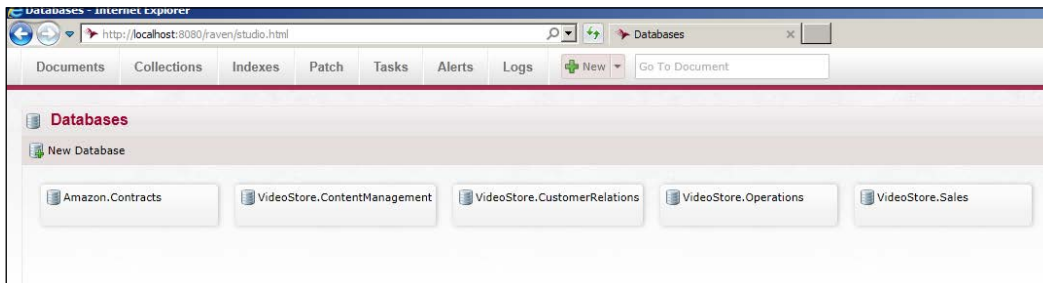 Databases - Internet Explorer
http://localhost:8080/raven/studio.html Databases
Documents Collections Indexes Patch Tasks Alerts Logs New Go To Document
Databases
New Database
Amazon.Contracts VideoStore.ContentManagement VideoStore.CustomerRelations VideoStore.Operations VideoStore.Sales